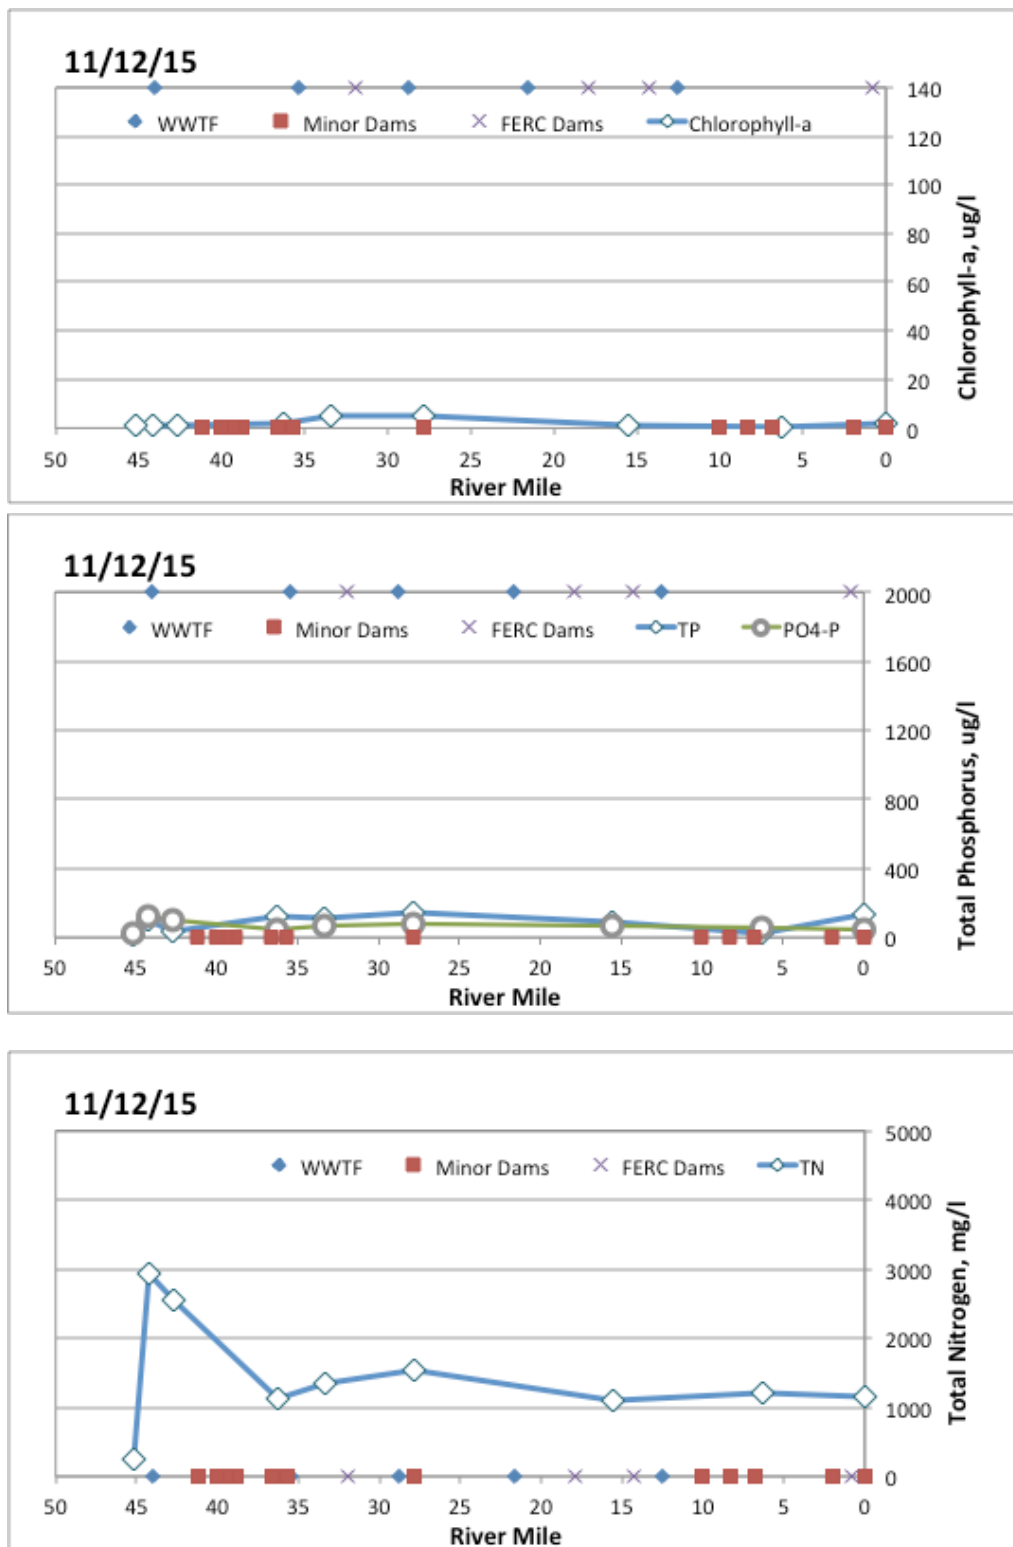 11/12/15
WWTF Minor Dams FERC Dams Chlorophyll-a
140
120
100
80
60
40
20
0
Chlorophyll-a, ug/l
50 45 40 35 30 25 20 15 10 5 0
River Mile
11/12/15
WWTF Minor Dams FERC Dams TP PO4-P
2000
1600
1200
800
400
0
Total Phosphorus, ug/l
50 45 40 35 30 25 20 15 10 5 0
River Mile
11/12/15
WWTF Minor Dams FERC Dams TN
5000
4000
3000
2000
1000
0
Total Nitrogen, mg/l
50 45 40 35 30 25 20 15 10 5 0
River Mile